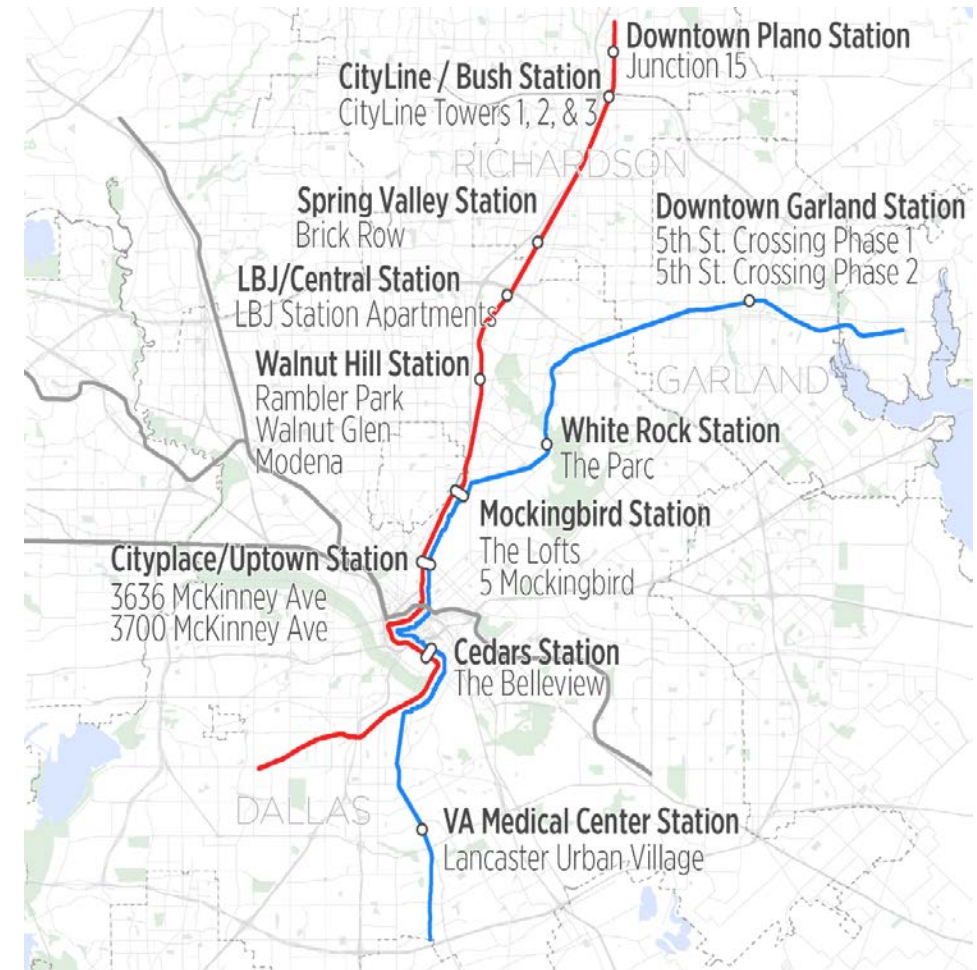 Downtown Plano Station
Junction 15
CityLine / Bush Station
CityLine Towers 1, 2, & 3
RICHARDSON
Spring Valley Station
Brick Row
Downtown Garland Station
5th St. Crossing Phase 1
5th St. Crossing Phase 2
LBJ/Central Station
LBJ Station Apartments
Walnut Hill Station
Rambler Park
Walnut Glen
Modena
GARLAND
White Rock Station
The Parc
Mockingbird Station
The Lofts
5 Mockingbird
Cityplace/Uptown Station
3636 McKinney Ave
3700 McKinney Ave
Cedars Station
The Belleview
DALLAS
VA Medical Center Station
Lancaster Urban Village